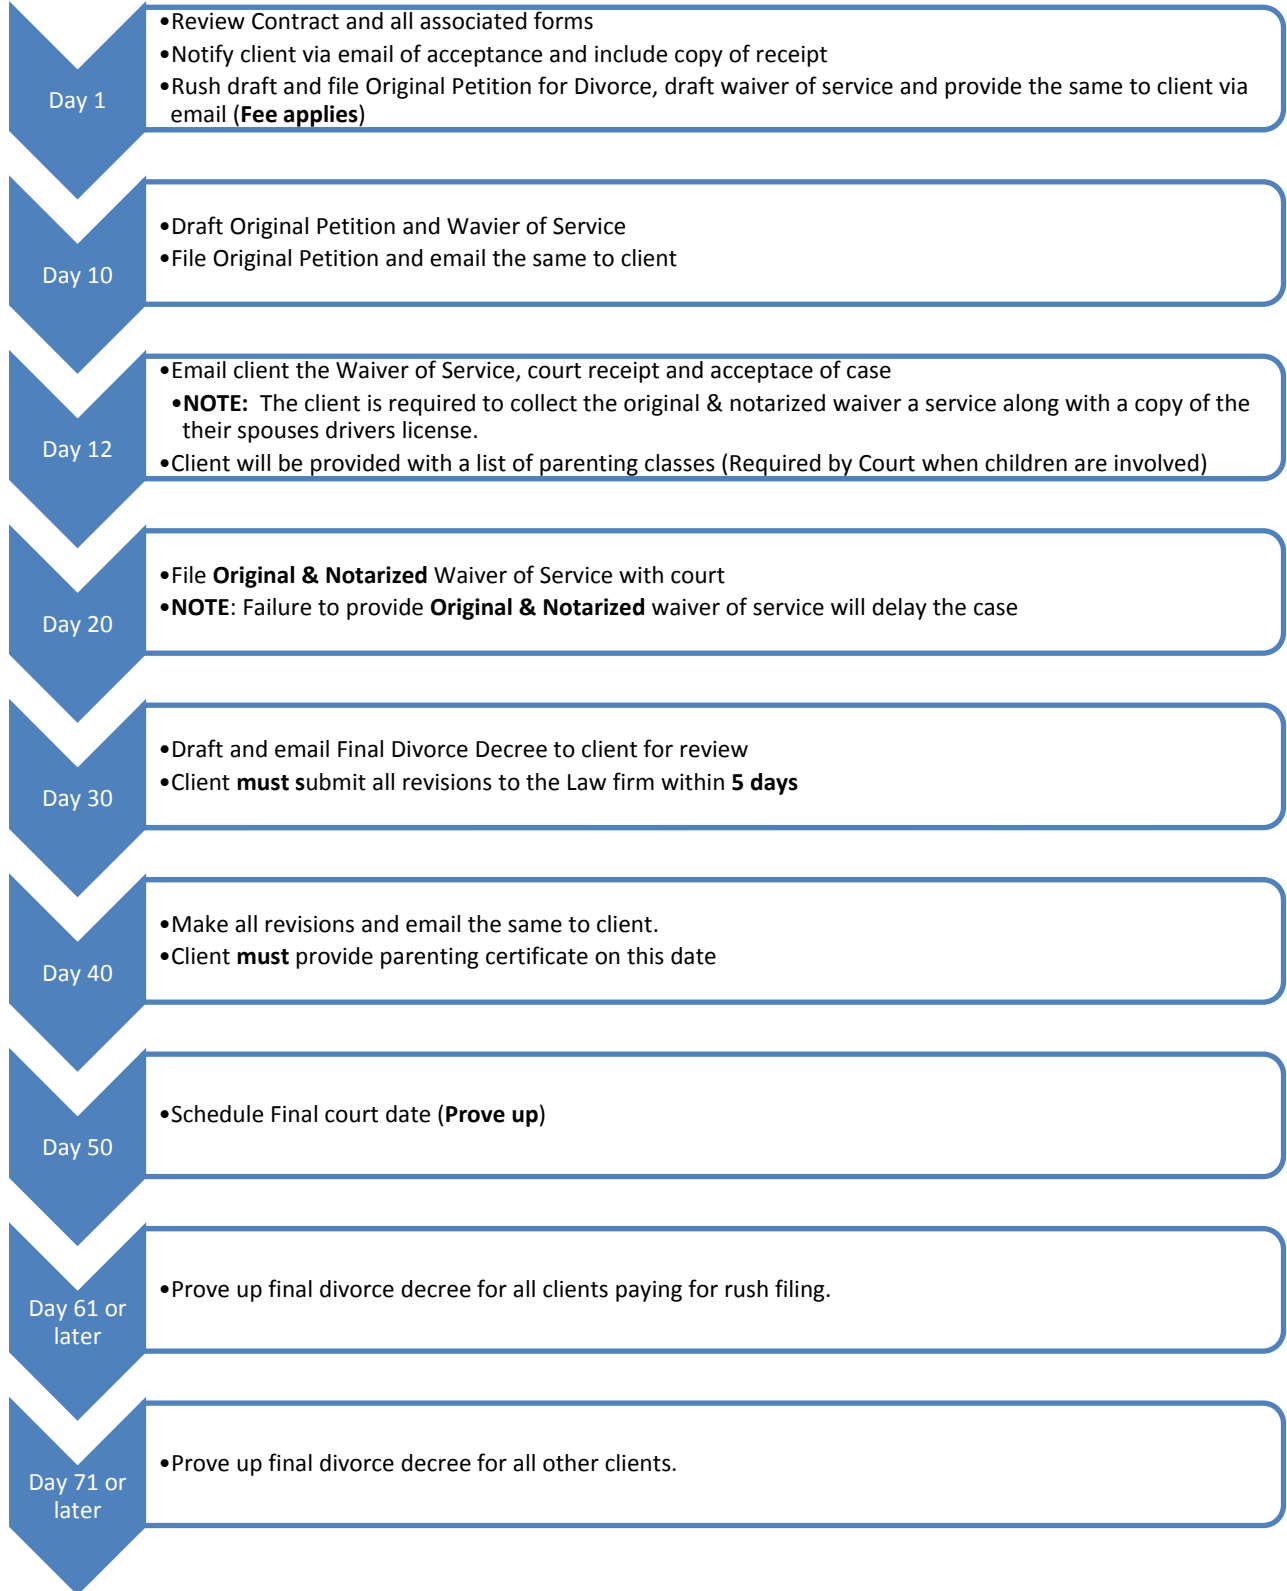 Day 1
•Review Contract and all associated forms
•Notify client via email of acceptance and include copy of receipt
•Rush draft and file Original Petition for Divorce, draft waiver of service and provide the same to client via
email (Fee applies)
Day 10
•Draft Original Petition and Wavier of Service
•File Original Petition and email the same to client
Day 12
•Email client the Waiver of Service, court receipt and acceptace of case
•NOTE:  The client is required to collect the original & notarized waiver a service along with a copy of the
their spouses drivers license.
•Client will be provided with a list of parenting classes (Required by Court when children are involved)
Day 20
•File Original & Notarized Waiver of Service with court
•NOTE: Failure to provide Original & Notarized waiver of service will delay the case
Day 30
•Draft and email Final Divorce Decree to client for review
•Client must submit all revisions to the Law firm within 5 days
Day 40
•Make all revisions and email the same to client.
•Client must provide parenting certificate on this date
Day 50
•Schedule Final court date (Prove up)
Day 61 or
later
•Prove up final divorce decree for all clients paying for rush filing.
Day 71 or
later
•Prove up final divorce decree for all other clients.